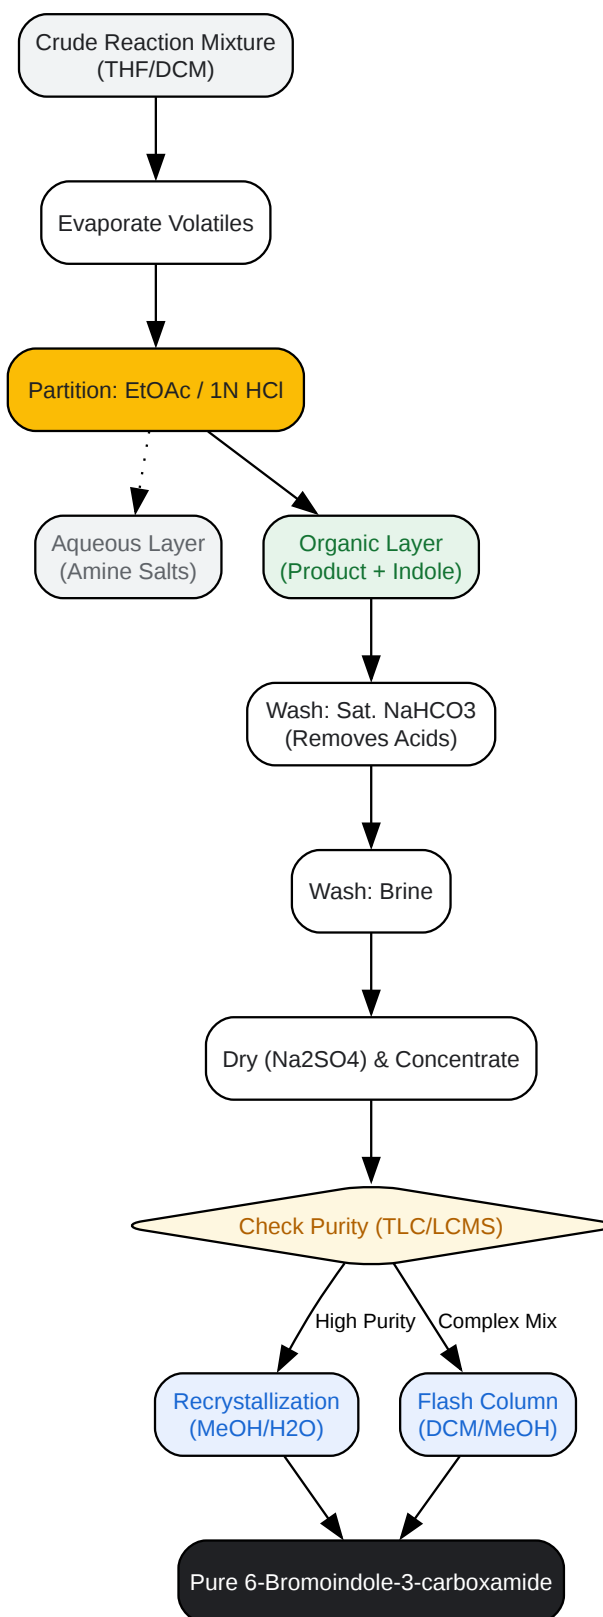 Crude Reaction Mixture
(THF/DCM)
Evaporate Volatiles
Partition: EtOAc / 1N HCl
Aqueous Layer
(Amine Salts)
Organic Layer
(Product + Indole)
Wash: Sat. NaHCO3
(Removes Acids)
Wash: Brine
Dry (Na2SO4) & Concentrate
Check Purity (TLC/LCMS)
High Purity
Complex Mix
Recrystallization
(MeOH/H2O)
Flash Column
(DCM/MeOH)
Pure 6-Bromoindole-3-carboxamide